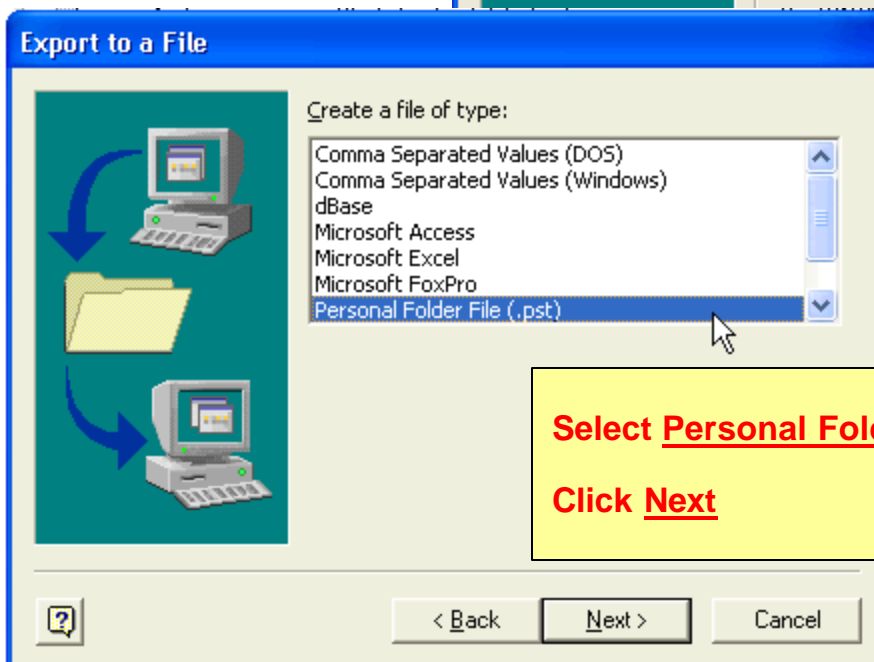 Export to a File
Create a file of type:
Comma Separated Values (DOS)
Comma Separated Values (Windows)
dBase
Microsoft Access
Microsoft Excel
Microsoft FoxPro
Personal Folder File (.pst)
Select Personal
Click Next
< Back
Next >
Cancel